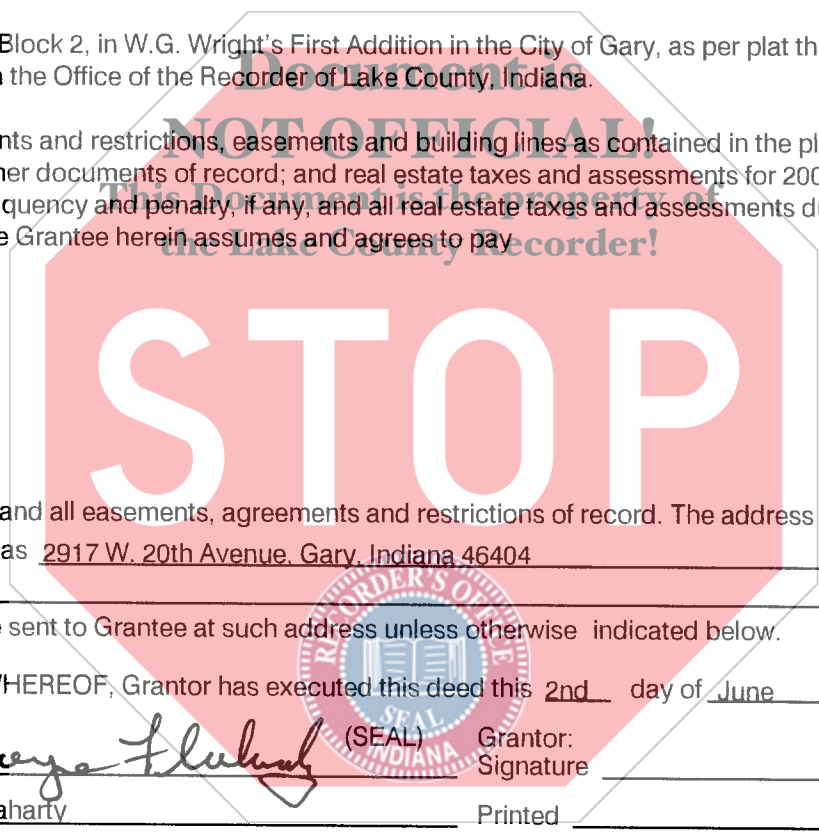 Block 2, in W.G. Wright's First Addition in the City of Gary, as per plat th
the Office of the Recorder of Lake County, Indiana.
Document is
NOT OFFICIAL!
nts and restrictions, easements and building lines as contained in the pl
er documents of record; and real estate taxes and assessments for 200
This Document is the property of
quency and penalty, if any, and all real estate taxes and assessments d
e Grantee herein assumes and agrees to pay
the Lake County Recorder!
STOP
and all easements, agreements and restrictions of record. The address
as 2917 W. 20th Avenue, Gary, Indiana 46404
RECORDER'S OFFICE
sent to Grantee at such address unless otherwise indicated below.
HEREOF, Grantor has executed this deed this 2nd day of June
SEAL
INDIANA
(SEAL) Grantor:
Signature
aharty Printed